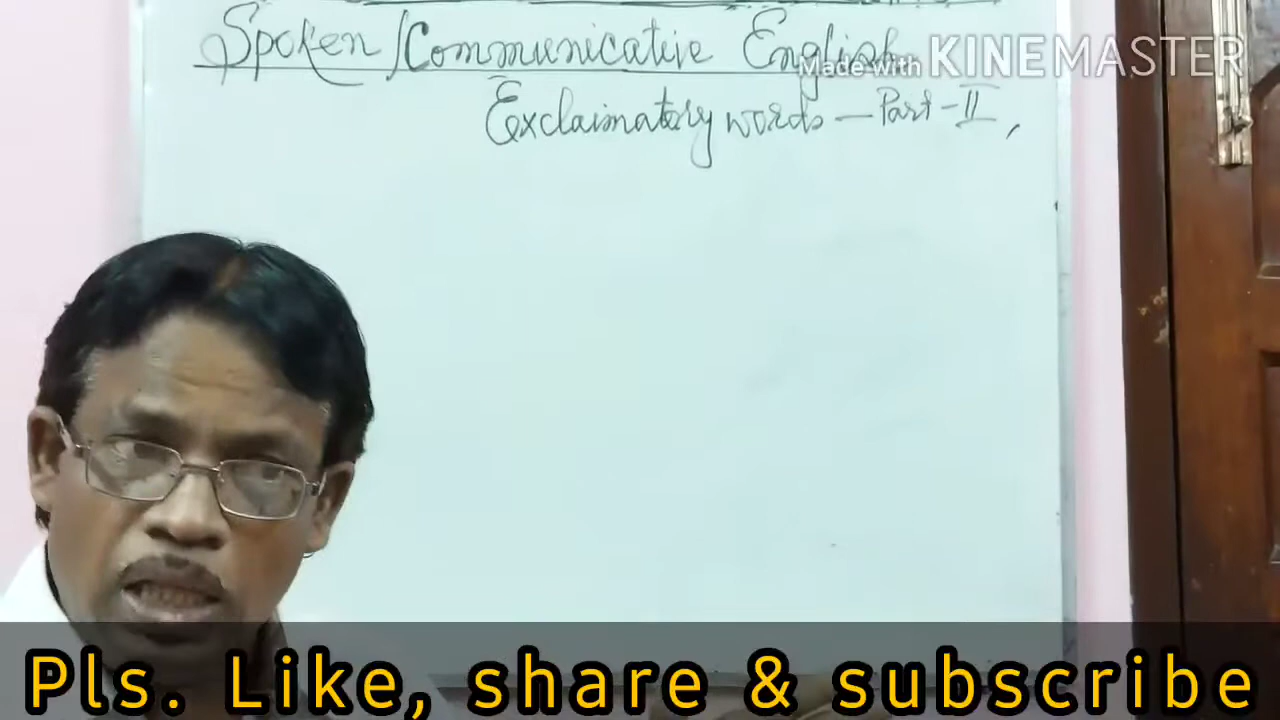 Spoken/Communicative English
Made with KINEMASTER
Exclaimatory words — Part - II,
Pls. Like, share & subscribe